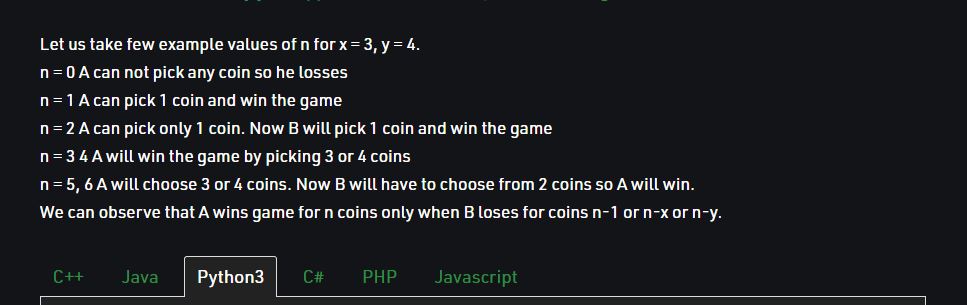 Let us take few example values of n for x = 3, y = 4.
n = 0 A can not pick any coin so he losses
n = 1 A can pick 1 coin and win the game
n = 2 A can pick only 1 coin. Now B will pick 1 coin and win the game
n = 3 4 A will win the game by picking 3 or 4 coins
n = 5, 6 A will choose 3 or 4 coins. Now B will have to choose from 2 coins so A will win.
We can observe that A wins game for n coins only when B loses for coins n-1 or n-x or n-y.
C++ Java Python3 C# PHP Javascript